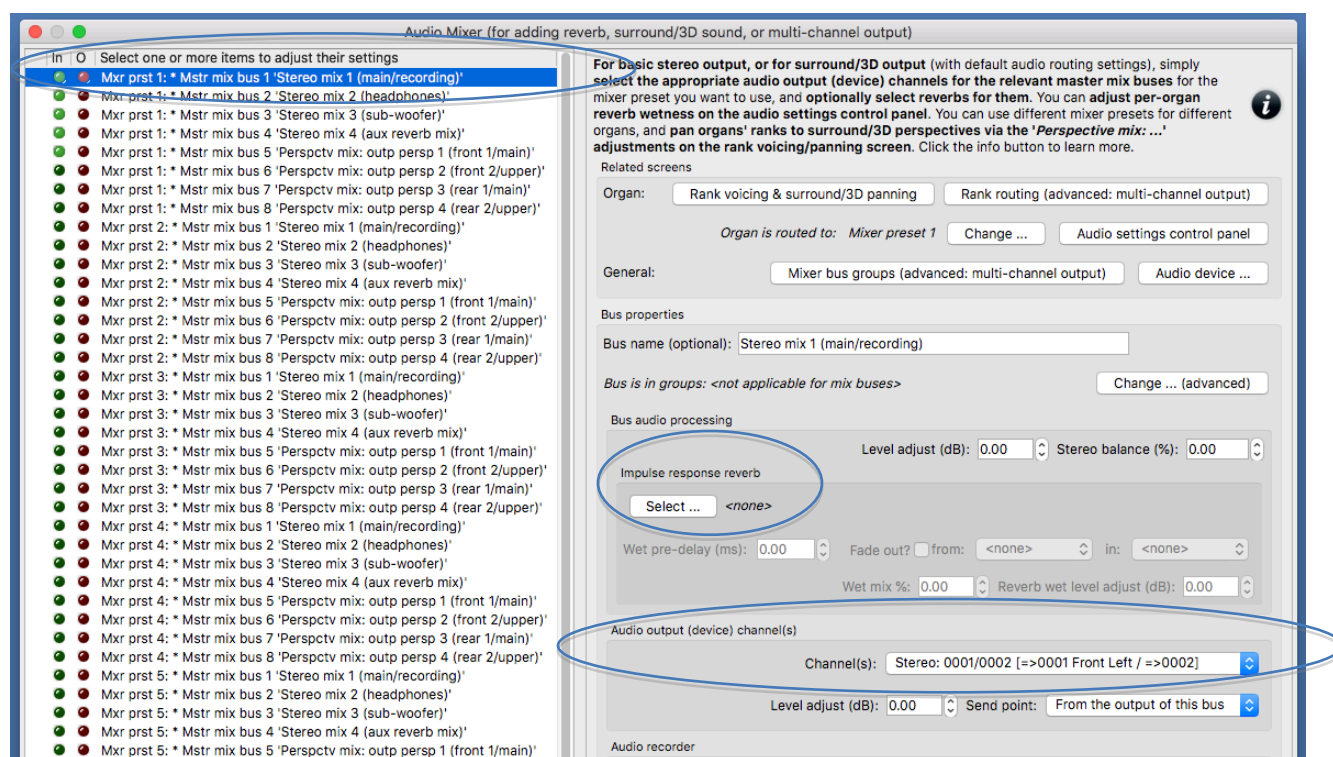 Audio Mixer (for adding reverb, surround/3D sound, or multi-channel output)
In O Select one or more items to adjust their settings
Mxr prst 1: * Mstr mix bus 1 'Stereo mix 1 (main/recording)'
Mxr prst 1: * Mstr mix bus 2 'Stereo mix 2 (headphones)'
Mxr prst 1: * Mstr mix bus 3 'Stereo mix 3 (sub-woofer)'
Mxr prst 1: * Mstr mix bus 4 'Stereo mix 4 (aux reverb mix)'
Mxr prst 1: * Mstr mix bus 5 'Perspctv mix: outp persp 1 (front 1/main)'
Mxr prst 1: * Mstr mix bus 6 'Perspctv mix: outp persp 2 (front 2/upper)'
Mxr prst 1: * Mstr mix bus 7 'Perspctv mix: outp persp 3 (rear 1/main)'
Mxr prst 1: * Mstr mix bus 8 'Perspctv mix: outp persp 4 (rear 2/upper)'
Mxr prst 2: * Mstr mix bus 1 'Stereo mix 1 (main/recording)'
Mxr prst 2: * Mstr mix bus 2 'Stereo mix 2 (headphones)'
Mxr prst 2: * Mstr mix bus 3 'Stereo mix 3 (sub-woofer)'
Mxr prst 2: * Mstr mix bus 4 'Stereo mix 4 (aux reverb mix)'
Mxr prst 2: * Mstr mix bus 5 'Perspctv mix: outp persp 1 (front 1/main)'
Mxr prst 2: * Mstr mix bus 6 'Perspctv mix: outp persp 2 (front 2/upper)'
Mxr prst 2: * Mstr mix bus 7 'Perspctv mix: outp persp 3 (rear 1/main)'
Mxr prst 2: * Mstr mix bus 8 'Perspctv mix: outp persp 4 (rear 2/upper)'
Mxr prst 3: * Mstr mix bus 1 'Stereo mix 1 (main/recording)'
Mxr prst 3: * Mstr mix bus 2 'Stereo mix 2 (headphones)'
Mxr prst 3: * Mstr mix bus 3 'Stereo mix 3 (sub-woofer)'
Mxr prst 3: * Mstr mix bus 4 'Stereo mix 4 (aux reverb mix)'
Mxr prst 3: * Mstr mix bus 5 'Perspctv mix: outp persp 1 (front 1/main)'
Mxr prst 3: * Mstr mix bus 6 'Perspctv mix: outp persp 2 (front 2/upper)'
Mxr prst 3: * Mstr mix bus 7 'Perspctv mix: outp persp 3 (rear 1/main)'
Mxr prst 3: * Mstr mix bus 8 'Perspctv mix: outp persp 4 (rear 2/upper)'
Mxr prst 4: * Mstr mix bus 1 'Stereo mix 1 (main/recording)'
Mxr prst 4: * Mstr mix bus 2 'Stereo mix 2 (headphones)'
Mxr prst 4: * Mstr mix bus 3 'Stereo mix 3 (sub-woofer)'
Mxr prst 4: * Mstr mix bus 4 'Stereo mix 4 (aux reverb mix)'
Mxr prst 4: * Mstr mix bus 5 'Perspctv mix: outp persp 1 (front 1/main)'
Mxr prst 4: * Mstr mix bus 6 'Perspctv mix: outp persp 2 (front 2/upper)'
Mxr prst 4: * Mstr mix bus 7 'Perspctv mix: outp persp 3 (rear 1/main)'
Mxr prst 4: * Mstr mix bus 8 'Perspctv mix: outp persp 4 (rear 2/upper)'
Mxr prst 5: * Mstr mix bus 1 'Stereo mix 1 (main/recording)'
Mxr prst 5: * Mstr mix bus 2 'Stereo mix 2 (headphones)'
Mxr prst 5: * Mstr mix bus 3 'Stereo mix 3 (sub-woofer)'
Mxr prst 5: * Mstr mix bus 4 'Stereo mix 4 (aux reverb mix)'
Mxr prst 5: * Mstr mix bus 5 'Perspctv mix: outp persp 1 (front 1/main)'
For basic stereo output, or for surround/3D output (with default audio routing settings), simply
select the appropriate audio output (device) channels for the relevant master mix buses for the
mixer preset you want to use, and optionally select reverbs for them. You can adjust per-organ
reverb wetness on the audio settings control panel. You can use different mixer presets for different
organs, and pan organs' ranks to surround/3D perspectives via the 'Perspective mix: ...'
adjustments on the rank voicing/panning screen. Click the info button to learn more.
i
Related screens
Organ: Rank voicing & surround/3D panning Rank routing (advanced: multi-channel output)
Organ is routed to: Mixer preset 1 Change ... Audio settings control panel
General: Mixer bus groups (advanced: multi-channel output) Audio device ...
Bus properties
Bus name (optional): Stereo mix 1 (main/recording)
Bus is in groups: <not applicable for mix buses> Change ... (advanced)
Bus audio processing
Level adjust (dB): 0.00 Stereo balance (%): 0.00
Impulse response reverb
Select ... <none>
Wet pre-delay (ms): 0.00 Fade out? from: <none> in: <none>
Wet mix %: 0.00 Reverb wet level adjust (dB): 0.00
Audio output (device) channel(s)
Channel(s): Stereo: 0001/0002 [=>0001 Front Left / =>0002]
Level adjust (dB): 0.00 Send point: From the output of this bus
Audio recorder